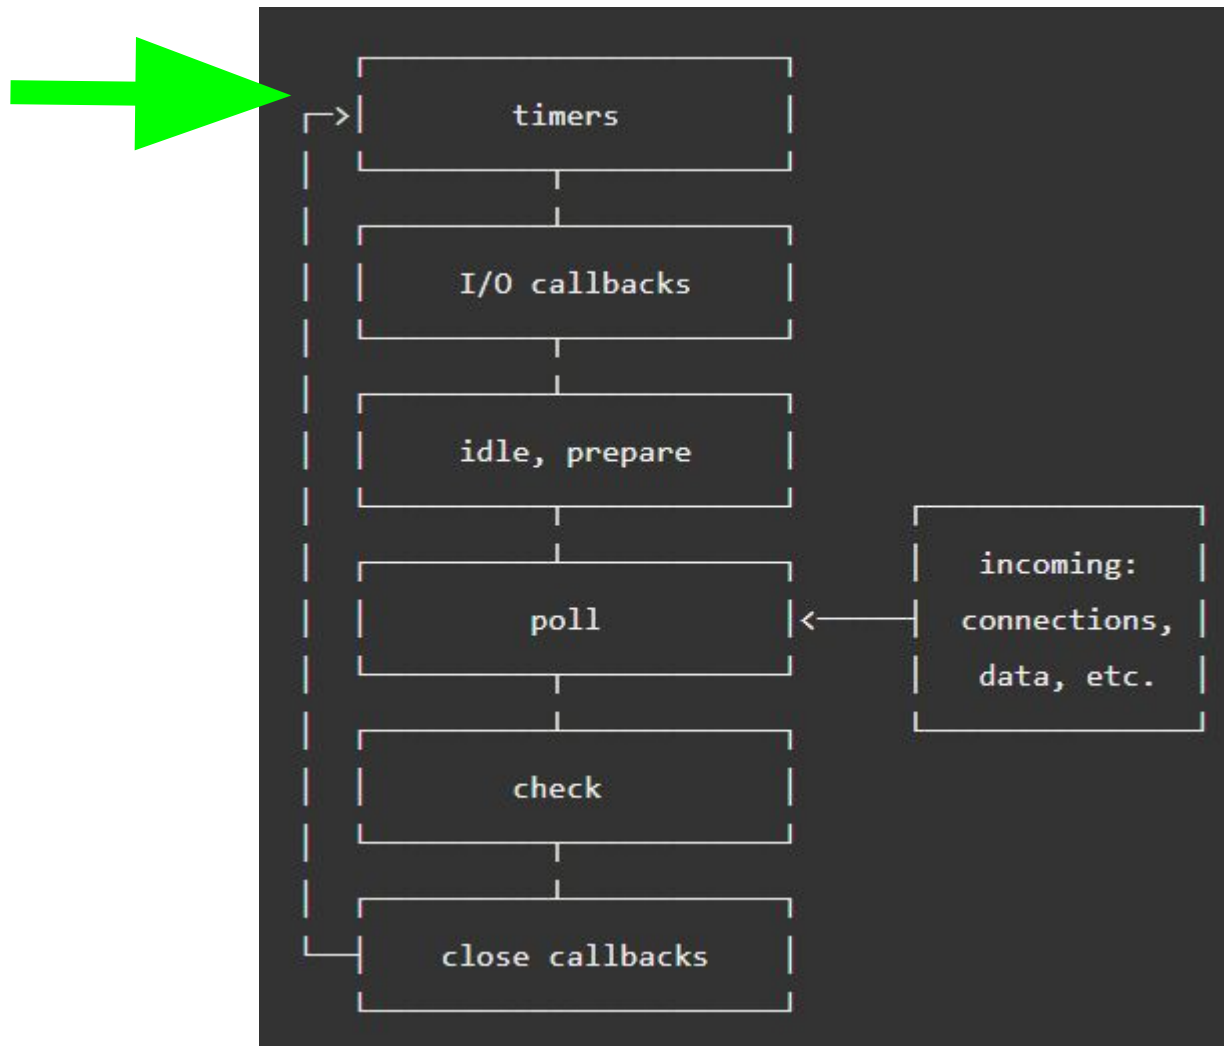 timers
I/O callbacks
idle, prepare
poll
incoming:
connections,
data, etc.
check
close callbacks